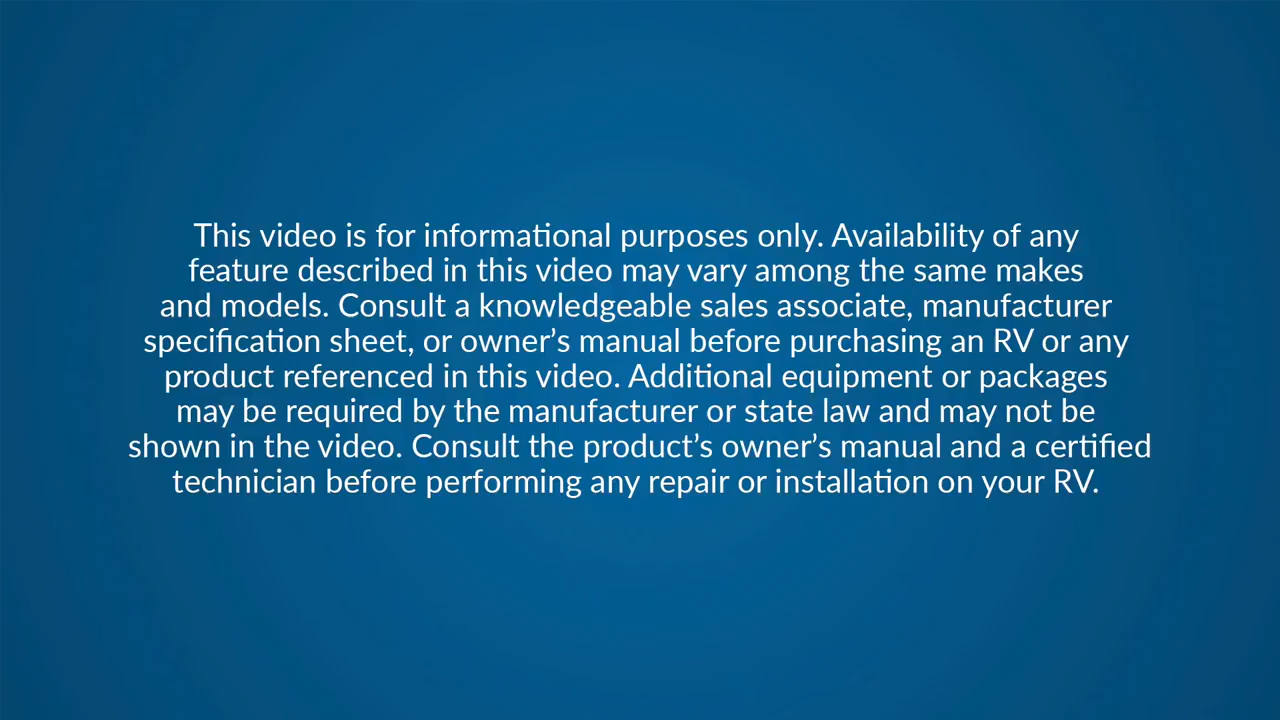 This video is for informational purposes only. Availability of any
feature described in this video may vary among the same makes
and models. Consult a knowledgeable sales associate, manufacturer
specification sheet, or owner’s manual before purchasing an RV or any
product referenced in this video. Additional equipment or packages
may be required by the manufacturer or state law and may not be
shown in the video. Consult the product’s owner’s manual and a certified
technician before performing any repair or installation on your RV.